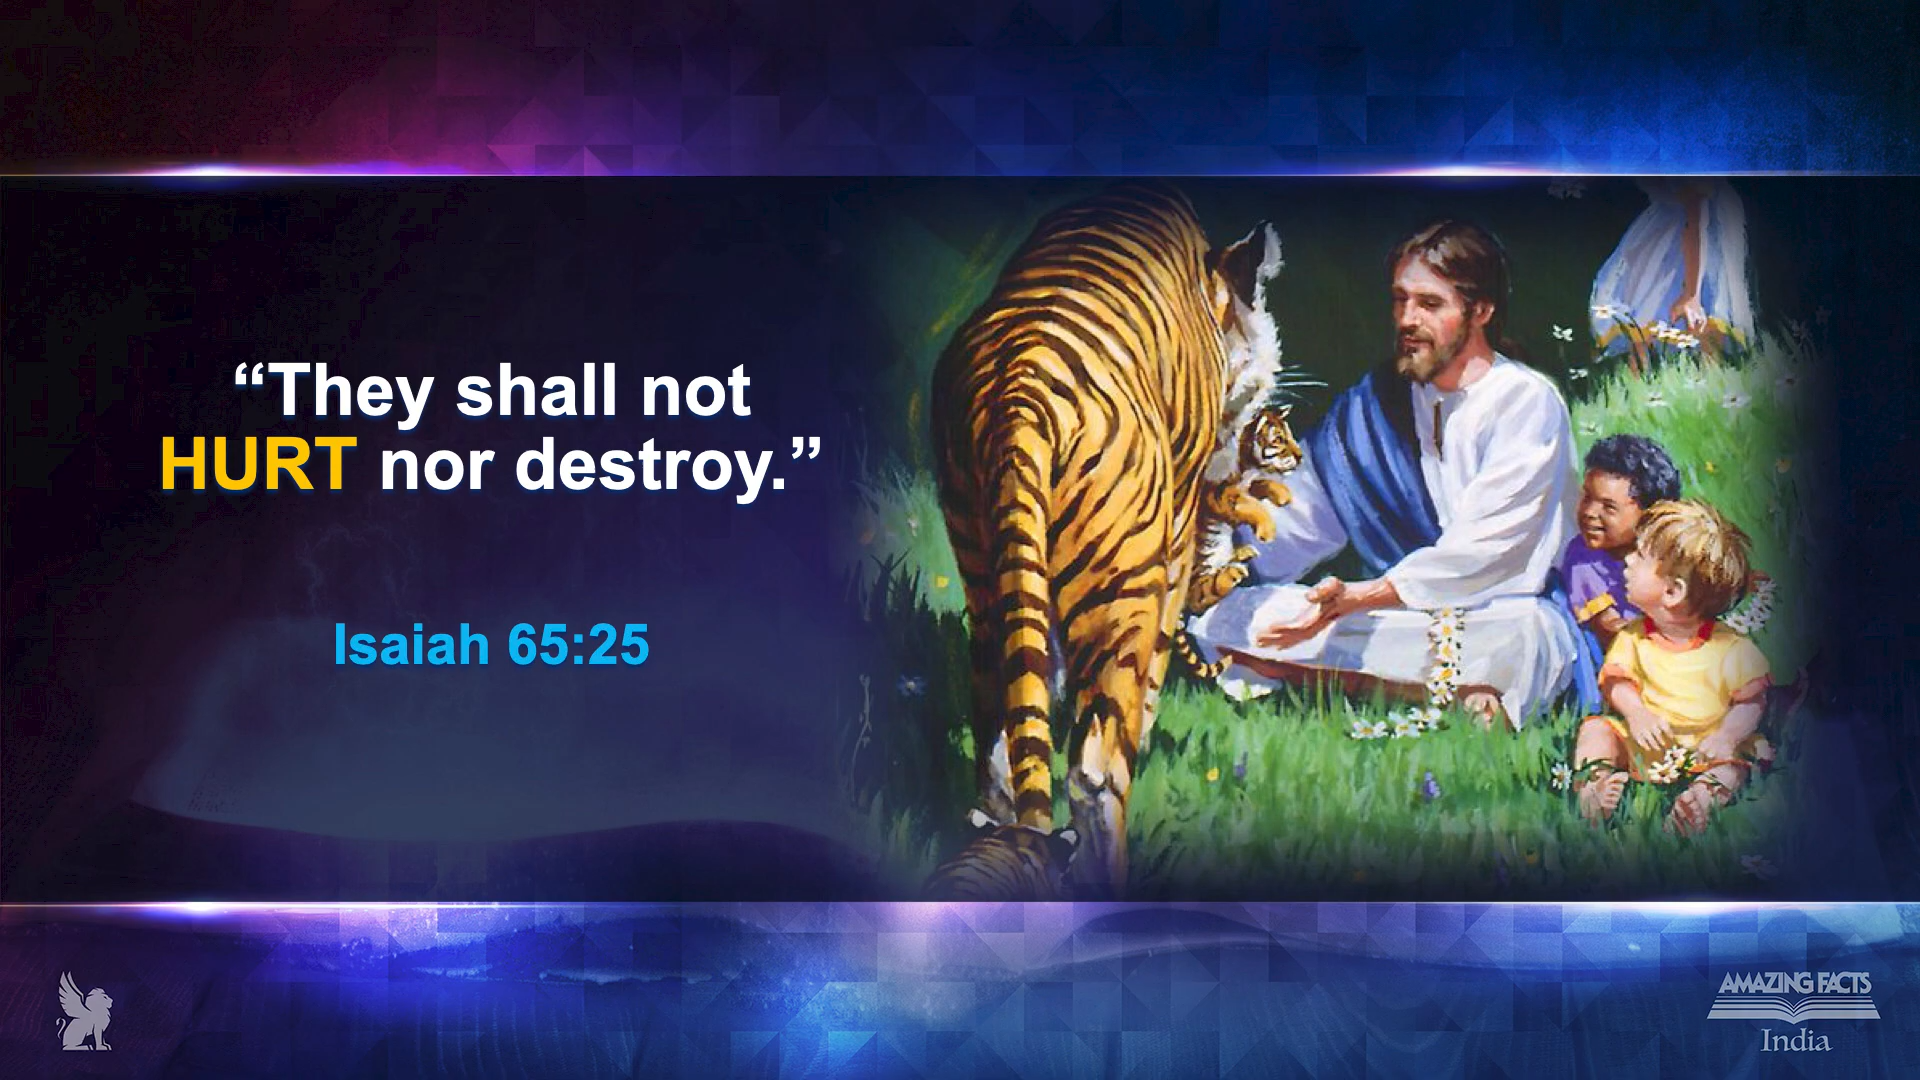 “They shall not
HURT nor destroy.”
Isaiah 65:25
AMAZING FACTS
India